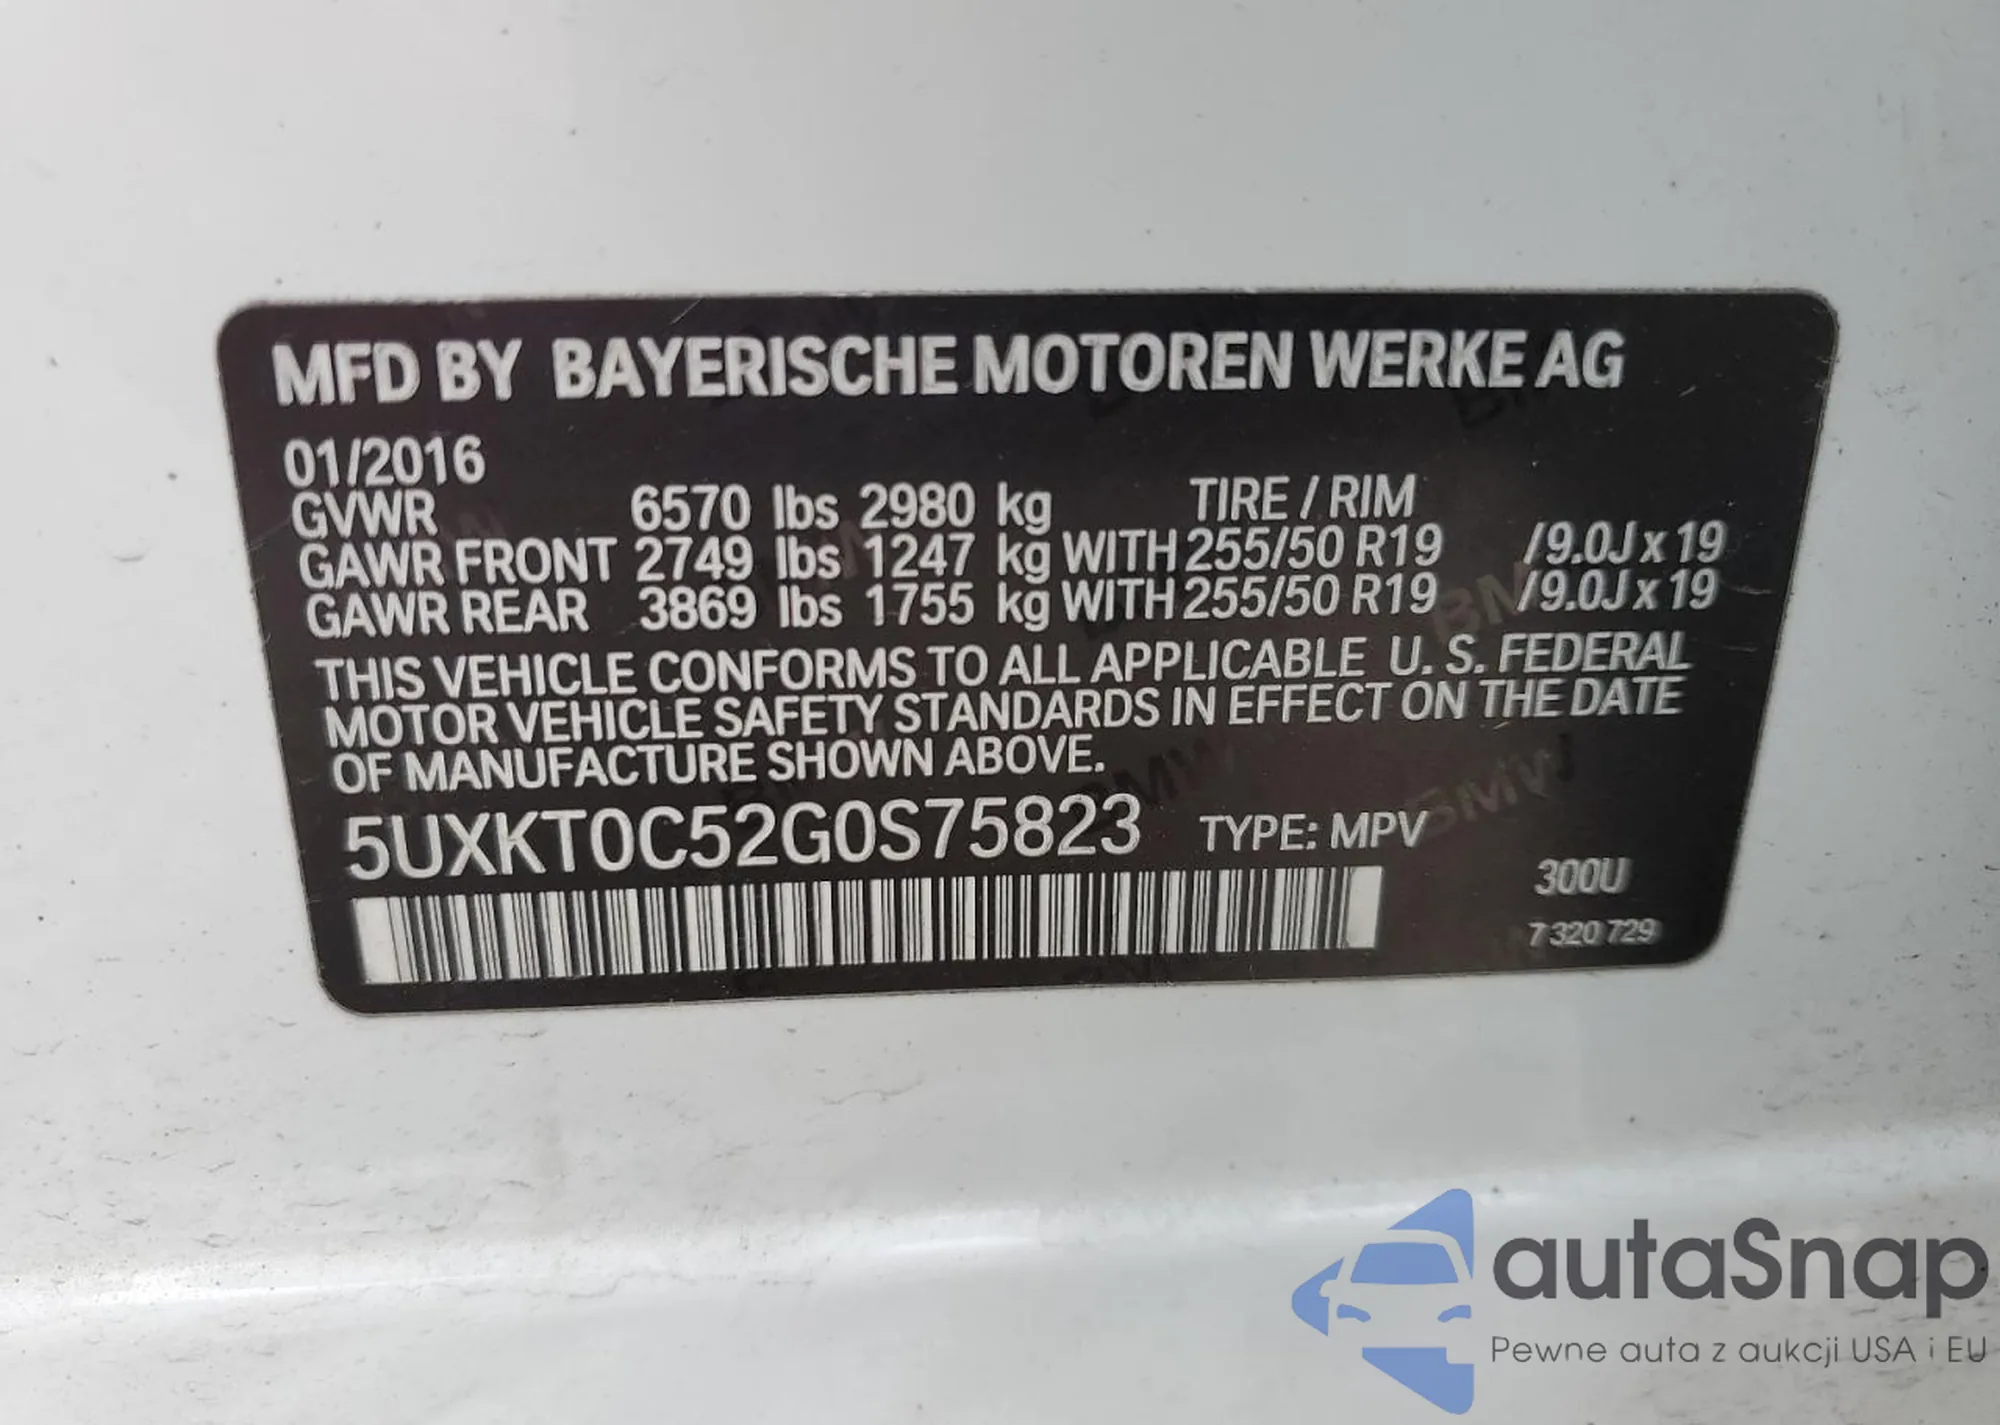 MFD BY BAYERISCHE MOTOREN WERKE AG
01/2016
GVWR 6570 lbs 2980 kg TIRE / RIM
GAWR FRONT 2749 lbs 1247 kg WITH 255/50 R19 /9.0J x 19
GAWR REAR 3869 lbs 1755 kg WITH 255/50 R19 /9.0J x 19
THIS VEHICLE CONFORMS TO ALL APPLICABLE U. S. FEDERAL
MOTOR VEHICLE SAFETY STANDARDS IN EFFECT ON THE DATE
OF MANUFACTURE SHOWN ABOVE.
5UXKT0C52G0S75823 TYPE: MPV
300U
7 320 729
autaSnap
Pewne auta z aukcji USA i EU